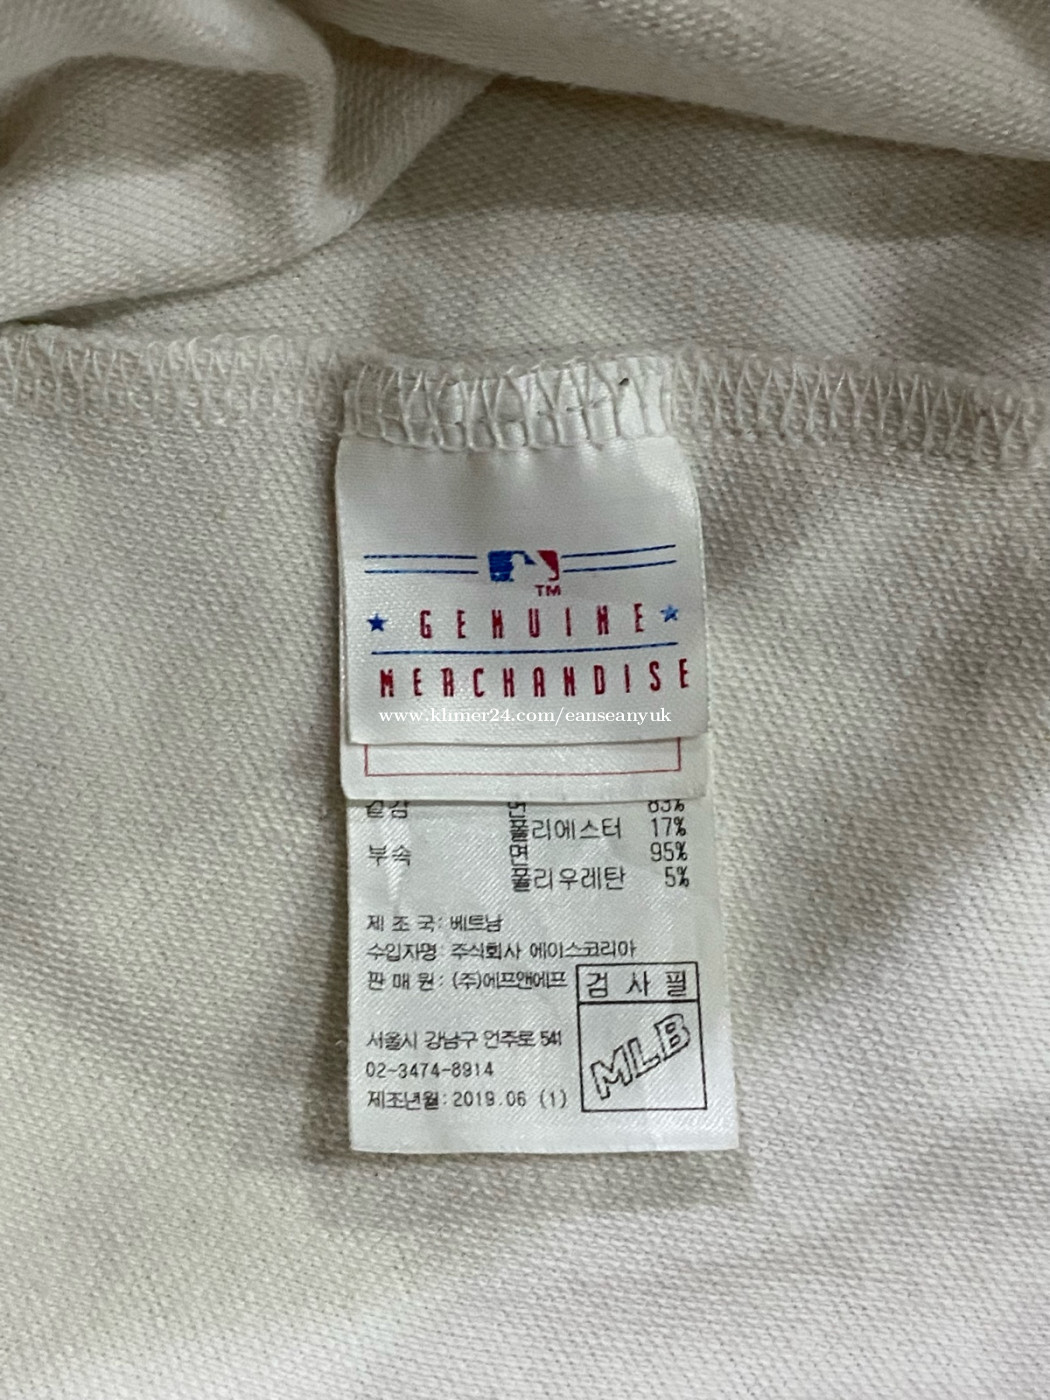 TM
GENUINE
MERCHANDISE
www.klimer24.com/eanseanyuk
겉감 면 83%
폴리에스터 17%
부속 면 95%
폴리우레탄 5%
제 조 국: 베트남
수입자명: 주식회사 에이스코리아
판 매 원: (주)에프앤에프
검 사 필
MLB
서울시 강남구 언주로 541
02-3474-8914
제조년월: 2019.06 (1)